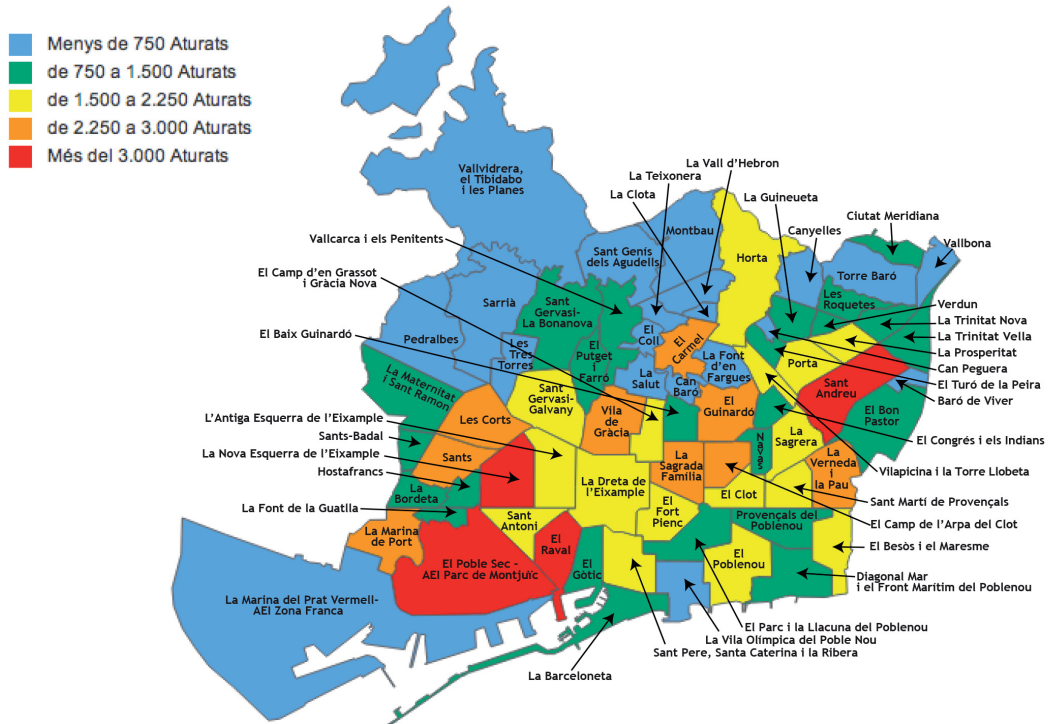 Menys de 750 Aturats
de 750 a 1.500 Aturats
de 1.500 a 2.250 Aturats
de 2.250 a 3.000 Aturats
Més del 3.000 Aturats
Vallvidrera,
el Tibidabo
i les Planes
La Vall d'Hebron
La Teixonera
La Clota
La Guineueta
Ciutat Meridiana
Canyelles
Vallbona
Montbau
Vallcarca i els Penitents
Sant Genís
dels Agudells
Horta
Torre Baró
El Camp d'en Grassot
i Gràcia Nova
Sarrià
Sant
Gervasi-
La Bonanova
Les
Roquetes
Verdun
La Trinitat Nova
La Trinitat Vella
La Prosperitat
Can Peguera
El Turó de la Peira
Baró de Viver
El Baix Guinardó
Pedralbes
Les
Tres
Torres
El Putget
i
Farró
El
Coll
El
Carmel
La Font
d'en
Fargues
Porta
La Maternitat
i Sant Ramon
La
Salut
Can
Baró
Sant
Andreu
Sant
Gervasi-
Galvany
El Bon
Pastor
L'Antiga Esquerra de l'Eixample
Les Corts
Vila
de
Gràcia
El
Guinardó
La
Sagrera
El Congrés i els Indians
Sants-Badal
La Nova Esquerra de l'Eixample
Hostafrancs
Sants
Navas
La
Sagrada
Família
La
Verneda
i
la Pau
Vilapicina i la Torre Llobeta
La
Bordeta
La Dreta de
l'Eixample
El Clot
Sant Martí de Provençals
La Font de la Guatlla
Sant
Antoni
El
Fort
Pienc
Provençals del
Poblenou
El Camp de l'Arpa del Clot
La Marina
de Port
El
Raval
El Besòs i el Maresme
El Poble Sec -
AEI Parc de Montjuïc
El
Gòtic
El
Poblenou
Diagonal Mar
i el Front Marítim del Poblenou
La Marina del Prat Vermell-
AEI Zona Franca
El Parc i la Llacuna del Poblenou
La Vila Olímpica del Poble Nou
Sant Pere, Santa Caterina i la Ribera
La Barceloneta